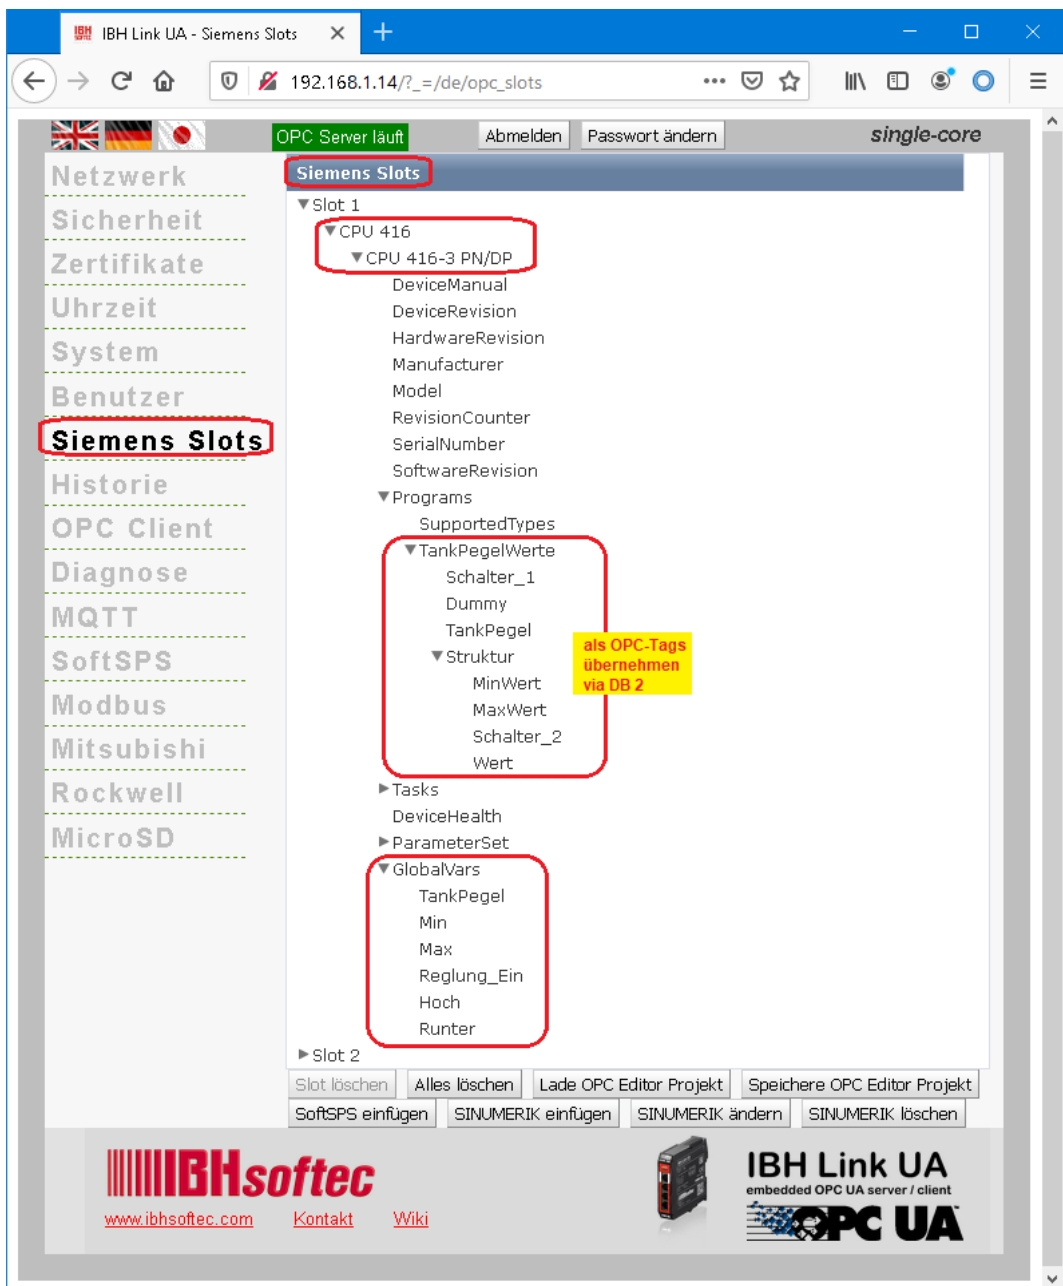 IBH Link UA - Siemens Slots
192.168.1.14/?_=/de/opc_slots
OPC Server läuft
Abmelden
Passwort ändern
single-core
Netzwerk
Sicherheit
Zertifikate
Uhrzeit
System
Benutzer
Siemens Slots
Historie
OPC Client
Diagnose
MQTT
SoftSPS
Modbus
Mitsubishi
Rockwell
MicroSD
Siemens Slots
Slot 1
CPU 416
CPU 416-3 PN/DP
DeviceManual
DeviceRevision
HardwareRevision
Manufacturer
Model
RevisionCounter
SerialNumber
SoftwareRevision
Programs
SupportedTypes
TankPegelWerte
Schalter_1
Dummy
TankPegel
Struktur
MinWert
MaxWert
Schalter_2
Wert
als OPC-Tags
übernehmen
via DB 2
Tasks
DeviceHealth
ParameterSet
GlobalVars
TankPegel
Min
Max
Reglung_Ein
Hoch
Runter
Slot 2
Slot löschen
Alles löschen
Lade OPC Editor Projekt
Speichere OPC Editor Projekt
SoftSPS einfügen
SINUMERIK einfügen
SINUMERIK ändern
SINUMERIK löschen
IBHsoftec
www.ibhsoftec.com
Kontakt
Wiki
IBH Link UA
embedded OPC UA server / client
OPC UA